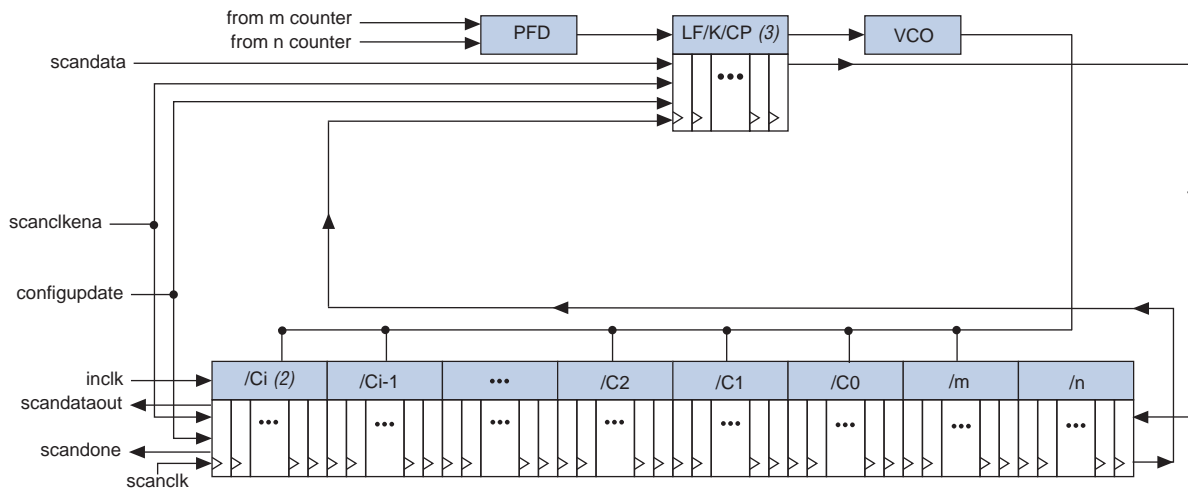 from m counter
from n counter
PFD
LF/K/CP (3)
VCO
scandata
•••
scanclkena
configupdate
inclk
/Ci (2)
/Ci-1
•••
/C2
/C1
/C0
/m
/n
scandataout
•••
•••
•••
•••
•••
•••
•••
scandone
scanclk